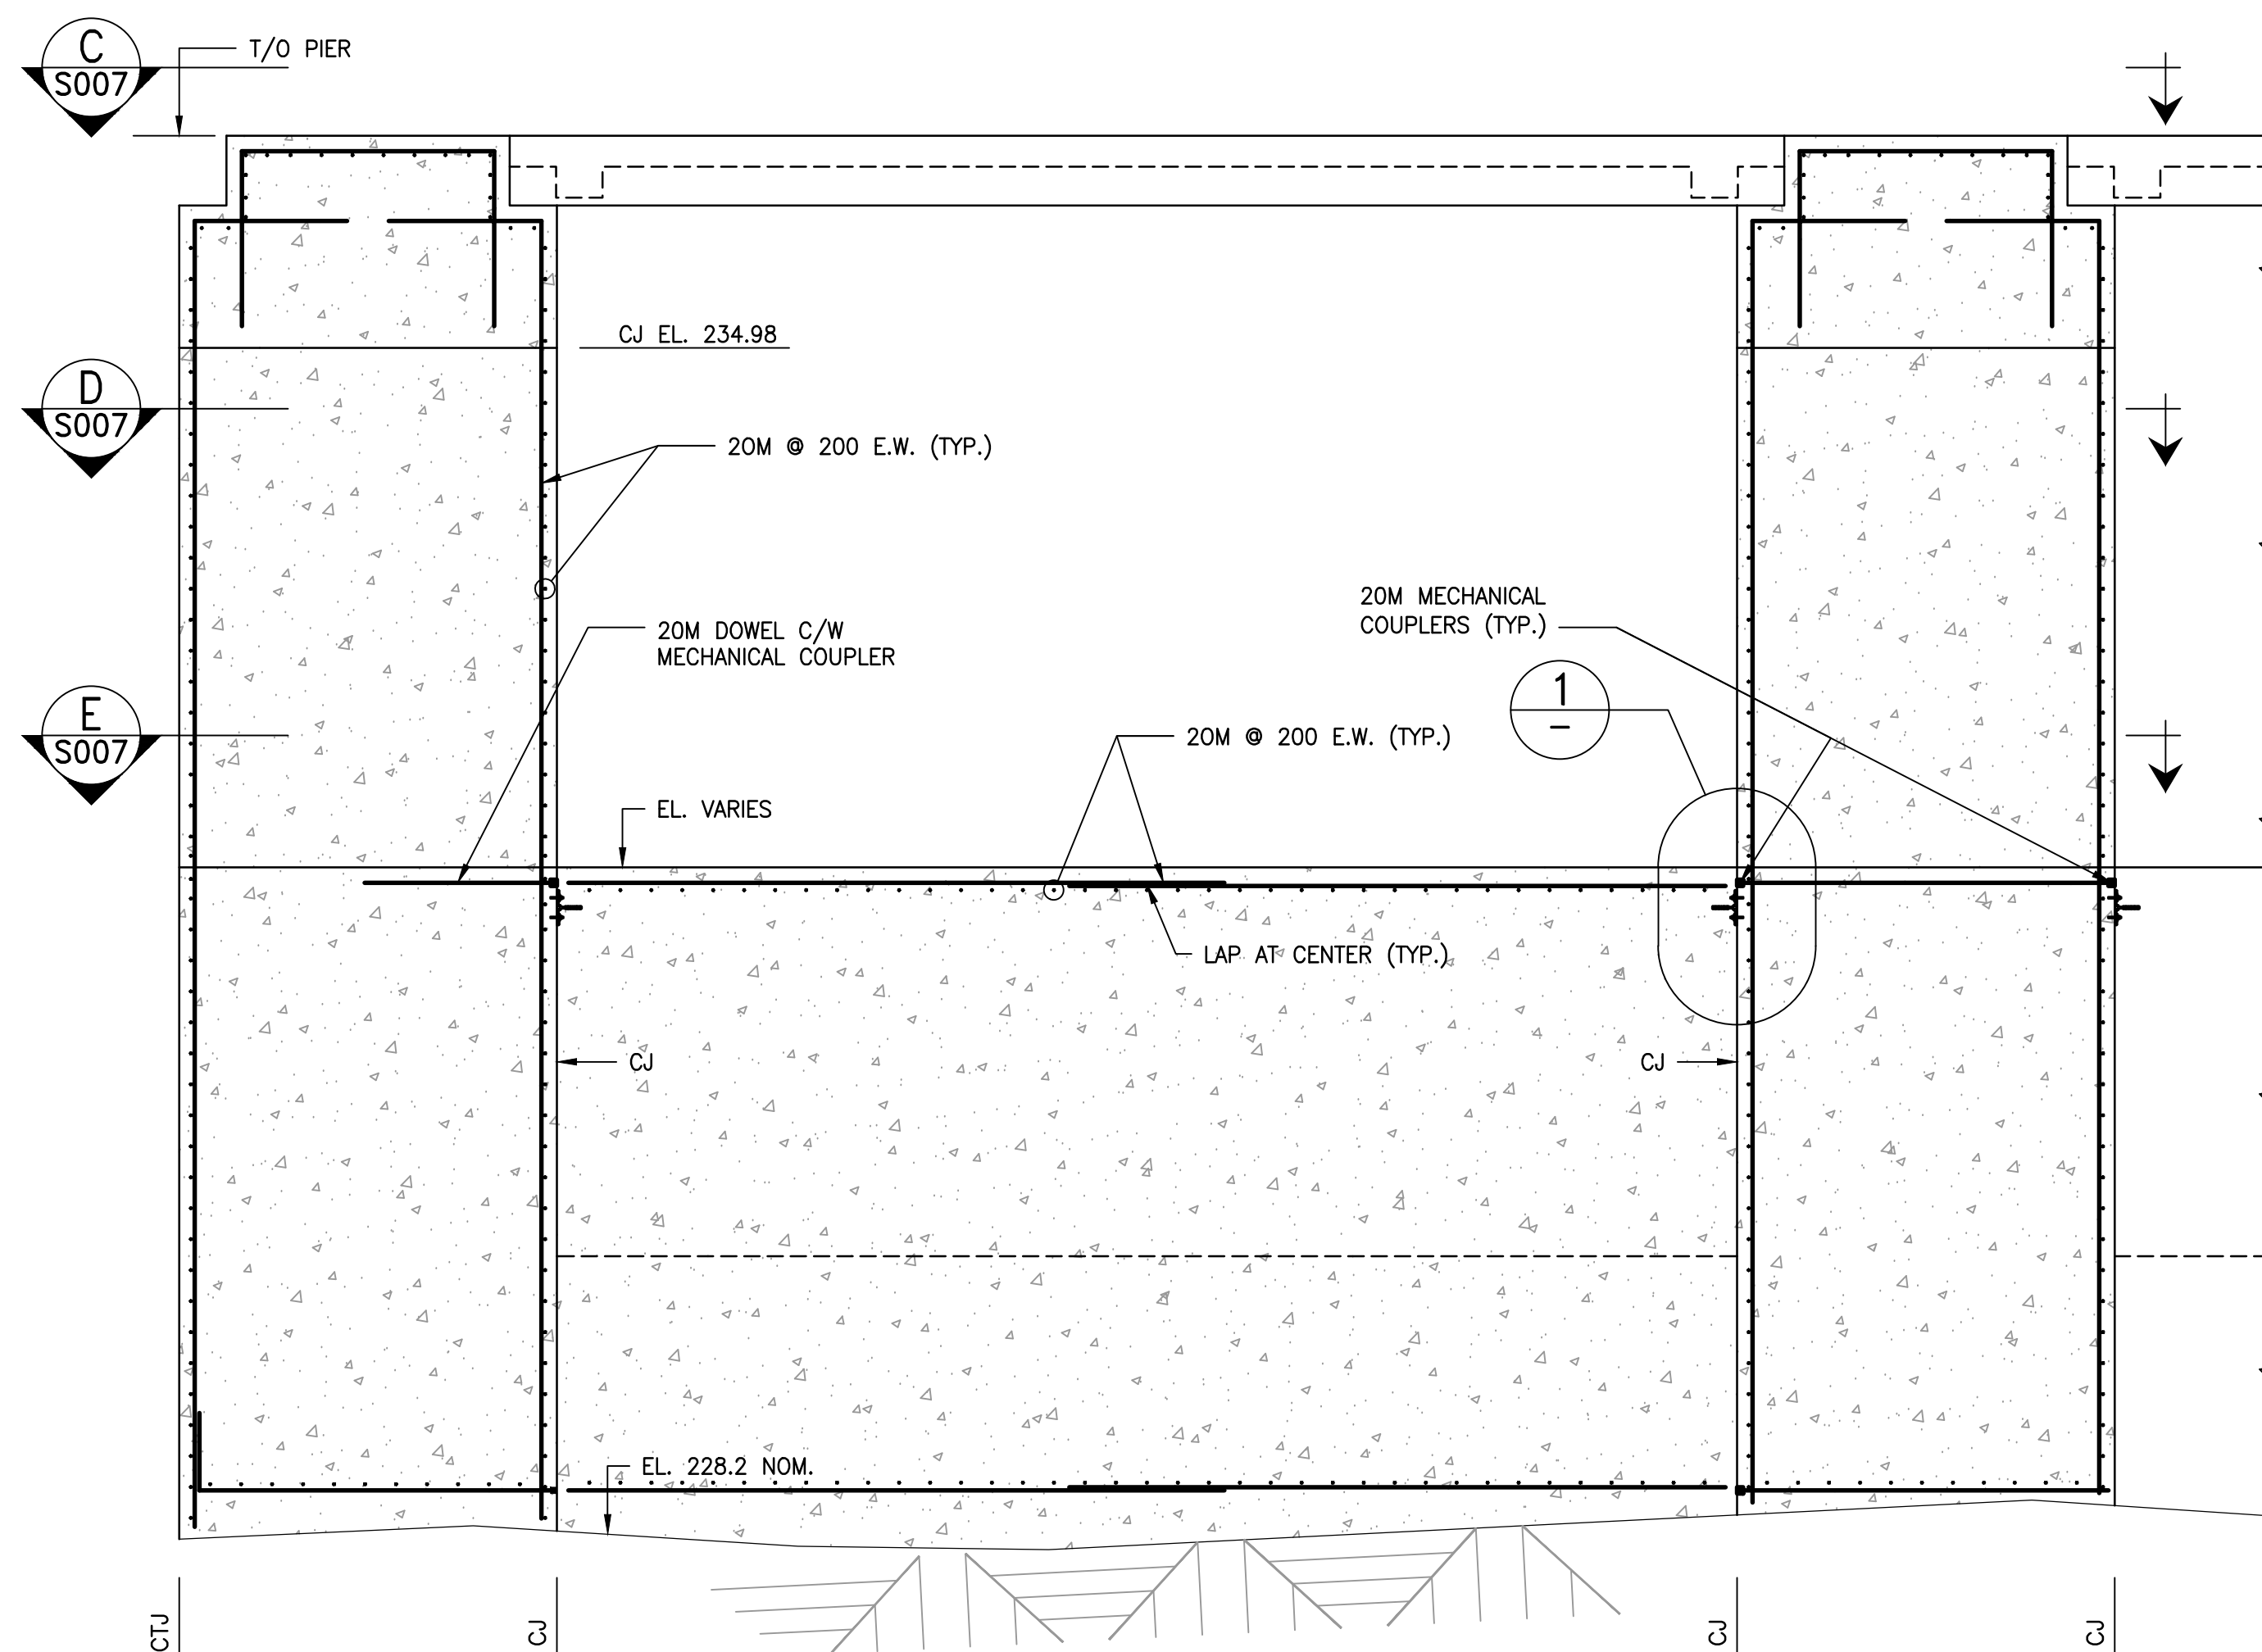 C
S007
T/O PIER
CJ EL. 234.98
D
S007
20M @ 200 E.W. (TYP.)
20M MECHANICAL
COUPLERS (TYP.)
20M DOWEL C/W
MECHANICAL COUPLER
1
–
E
S007
20M @ 200 E.W. (TYP.)
EL. VARIES
LAP AT CENTER (TYP.)
CJ
CJ
EL. 228.2 NOM.
CTJ
CJ
CJ
CJ